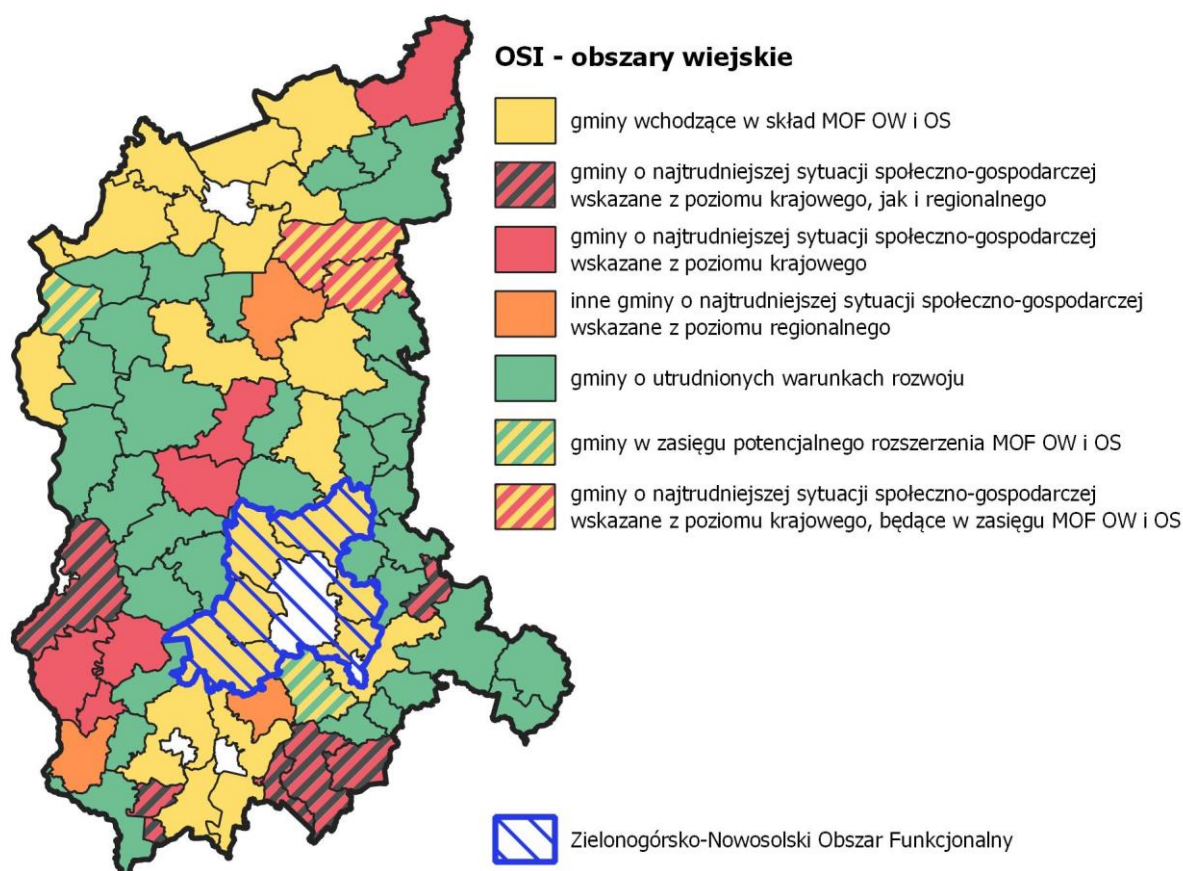 OSI - obszary wiejskie
gminy wchodzące w skład MOF OW i OS
gminy o najtrudniejszej sytuacji społeczno-gospodarczej
wskazane z poziomu krajowego, jak i regionalnego
gminy o najtrudniejszej sytuacji społeczno-gospodarczej
wskazane z poziomu krajowego
inne gminy o najtrudniejszej sytuacji społeczno-gospodarczej
wskazane z poziomu regionalnego
gminy o utrudnionych warunkach rozwoju
gminy w zasięgu potencjalnego rozszerzenia MOF OW i OS
gminy o najtrudniejszej sytuacji społeczno-gospodarczej
wskazane z poziomu krajowego, będące w zasięgu MOF OW i OS
Zielonogórsko-Nowosolski Obszar Funkcjonalny